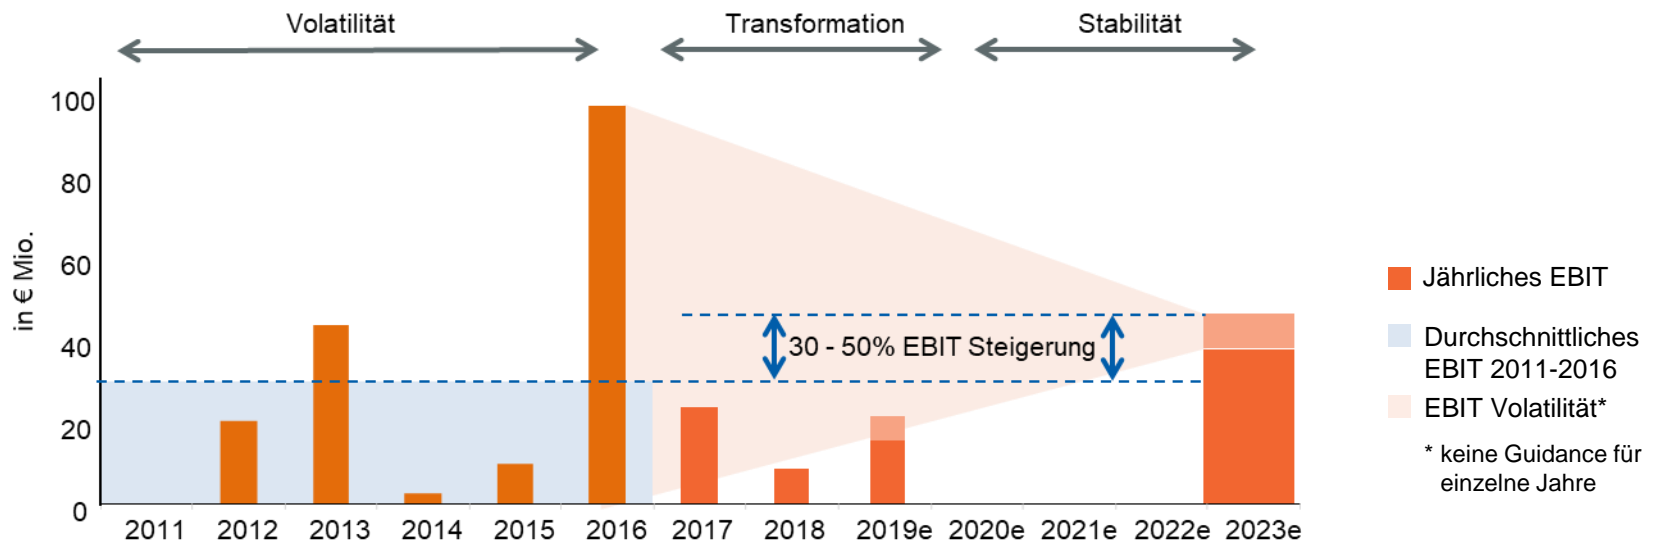 Volatilität
Transformation
Stabilität
in € Mio.
100
80
60
40
20
0
30 - 50% EBIT Steigerung
2011 2012 2013 2014 2015 2016 2017 2018 2019e 2020e 2021e 2022e 2023e
Jährliches EBIT
Durchschnittliches
EBIT 2011-2016
EBIT Volatilität*
* keine Guidance für
einzelne Jahre